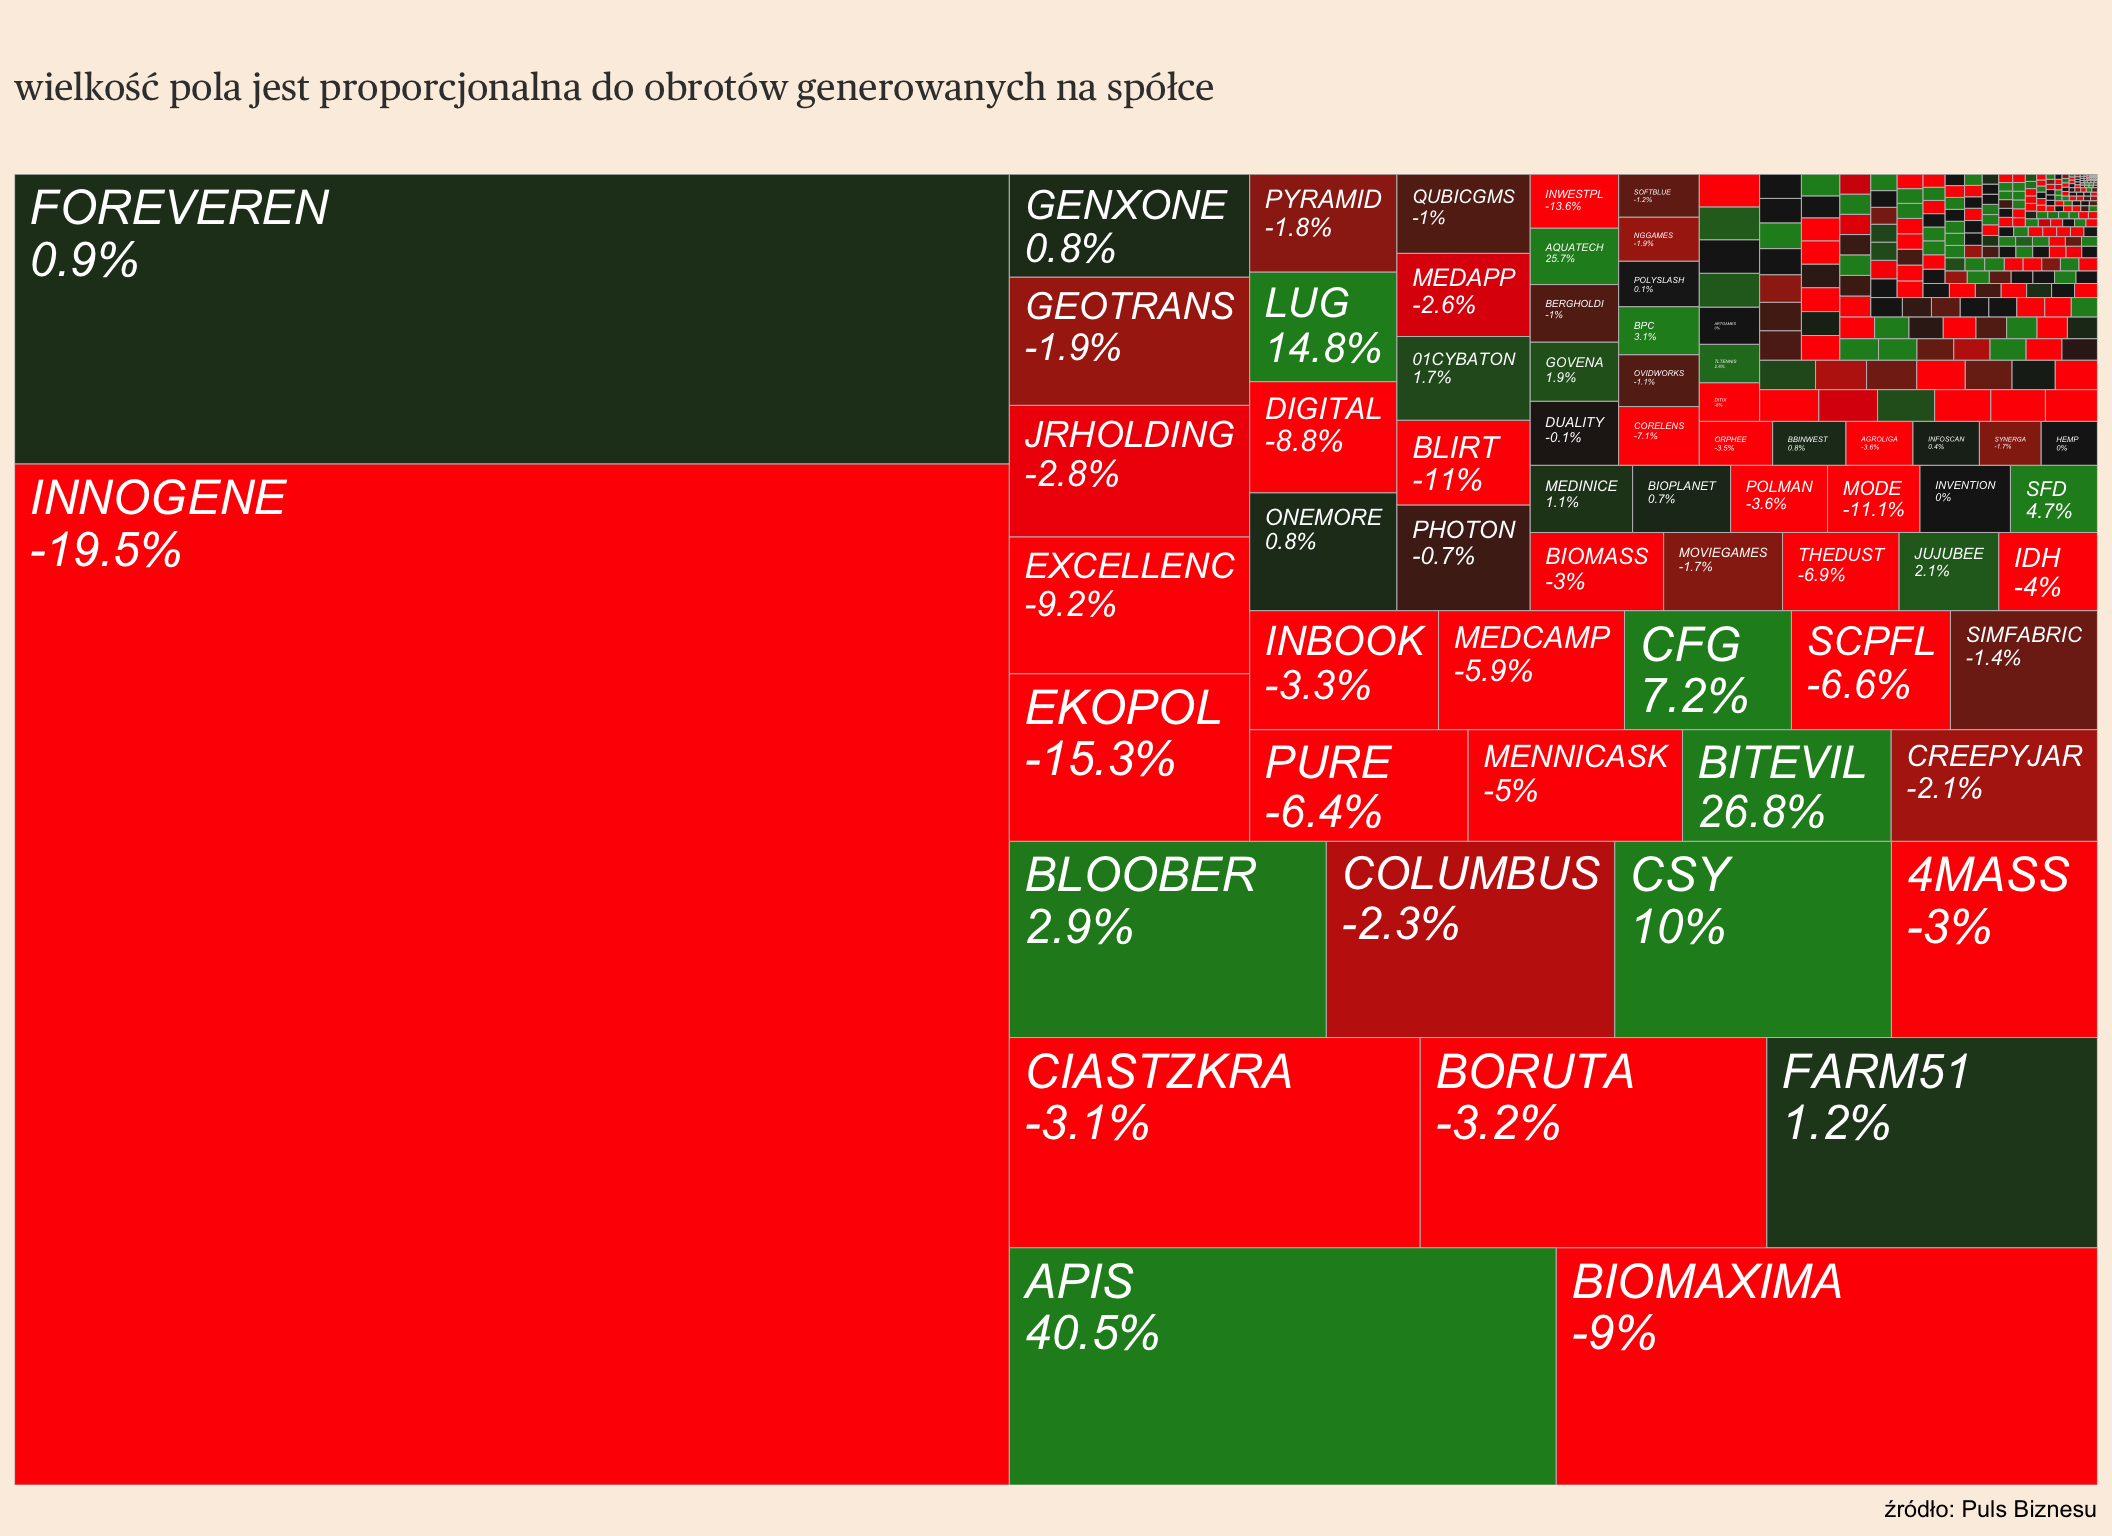 wielkość pola jest proporcjonalna do obrotów generowanych na spółce
FOREVEREN
0.9%
INNOGENE
-19.5%
GENXONE
0.8%
GEOTRANS
-1.9%
JRHOLDING
-2.8%
EXCELLENC
-9.2%
EKOPOL
-15.3%
PYRAMID
-1.8%
LUG
14.8%
DIGITAL
-8.8%
ONEMORE
0.8%
QUBICGMS
-1%
MEDAPP
-2.6%
01CYBATON
1.7%
BLIRT
-11%
PHOTON
-0.7%
INWESTPL
-13.6%
AQUATECH
25.7%
BERGHOLDI
-1%
GOVENA
1.9%
DUALITY
-0.1%
SOFTBLUE
-1.2%
NGGAMES
-1.9%
POLYSLASH
0.1%
BPC
3.1%
OVIDWORKS
-1.1%
CORELENS
-7.1%
ORPHEE
-3.5%
BBINWEST
0.8%
AGROLIGA
-3.6%
INFOSCAN
0.4%
SYNERGA
-1.7%
HEMP
0%
MEDINICE
1.1%
BIOPLANET
0.7%
POLMAN
-3.6%
MODE
-11.1%
INVENTION
0%
SFD
4.7%
BIOMASS
-3%
MOVIEGAMES
-1.7%
THEDUST
-6.9%
JUJUBEE
2.1%
IDH
-4%
INBOOK
-3.3%
MEDCAMP
-5.9%
CFG
7.2%
SCPFL
-6.6%
SIMFABRIC
-1.4%
PURE
-6.4%
MENNICASK
-5%
BITEVIL
26.8%
CREEPYJAR
-2.1%
BLOOBER
2.9%
COLUMBUS
-2.3%
CSY
10%
4MASS
-3%
CIASTZKRA
-3.1%
BORUTA
-3.2%
FARM51
1.2%
APIS
40.5%
BIOMAXIMA
-9%
źródło: Puls Biznesu